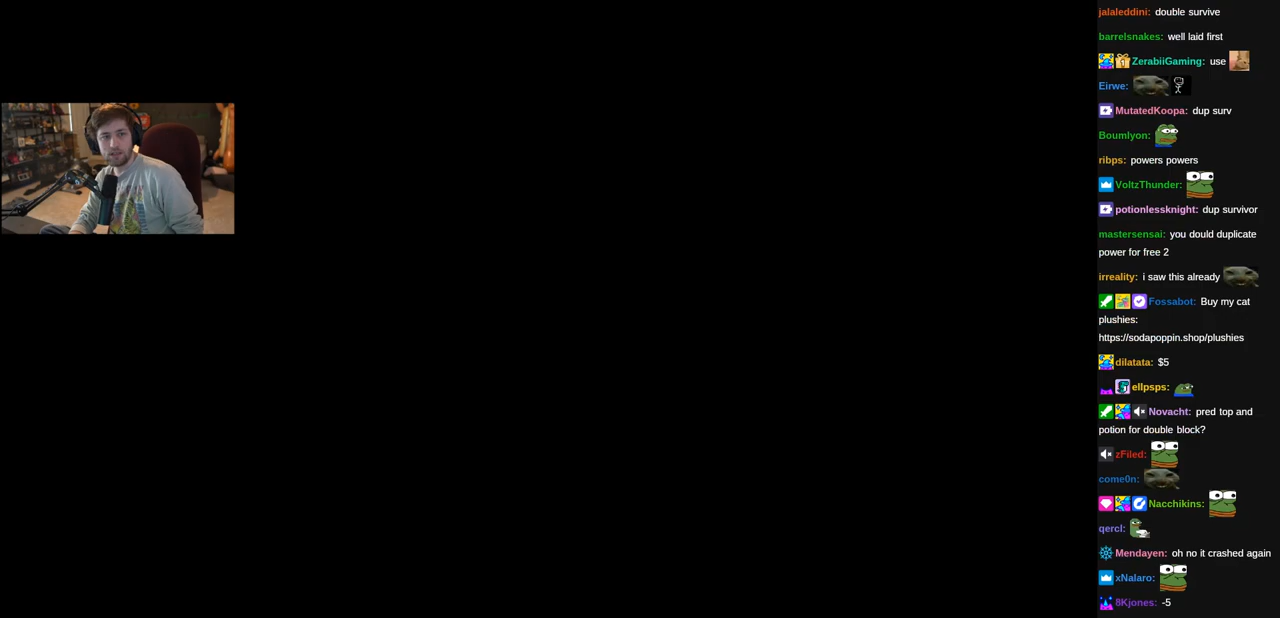 jalaleddini: double survive
barrelsnakes: well laid first
ZerabiiGaming: use
Eirwe:
MutatedKoopa: dup surv
Boumlyon:
ribps: powers powers
VoltzThunder:
potionlessknight: dup survivor
mastersensai: you dould duplicate
power for free 2
irreality: i saw this already
Fossabot: Buy my cat
plushies:
https://sodapoppin.shop/plushies
dilatata: $5
ellpsps:
Novacht: pred top and
potion for double block?
zFiled:
come0n:
Nacchikins:
qercl:
Mendayen: oh no it crashed again
xNalaro:
8Kjones: -5